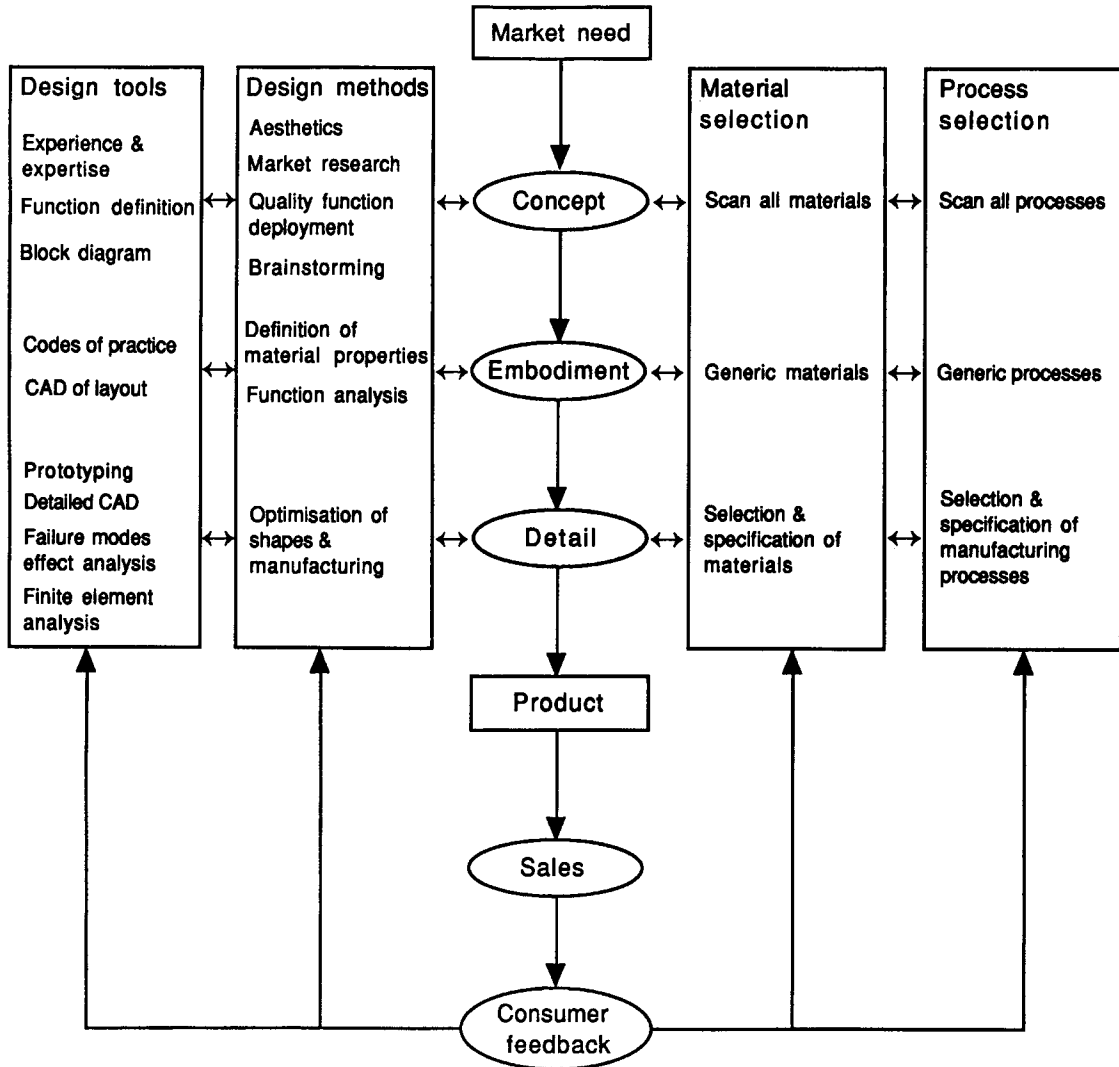 Market need
Design tools
Experience &
expertise
Function definition
Block diagram
Codes of practice
CAD of layout
Prototyping
Detailed CAD
Failure modes
effect analysis
Finite element
analysis
Design methods
Aesthetics
Market research
Quality function
deployment
Brainstorming
Definition of
material properties
Function analysis
Optimisation of
shapes &
manufacturing
Concept
Embodiment
Detail
Product
Sales
Consumer
feedback
Material
selection
Scan all materials
Generic materials
Selection &
specification of
materials
Process
selection
Scan all processes
Generic processes
Selection &
specification of
manufacturing
processes